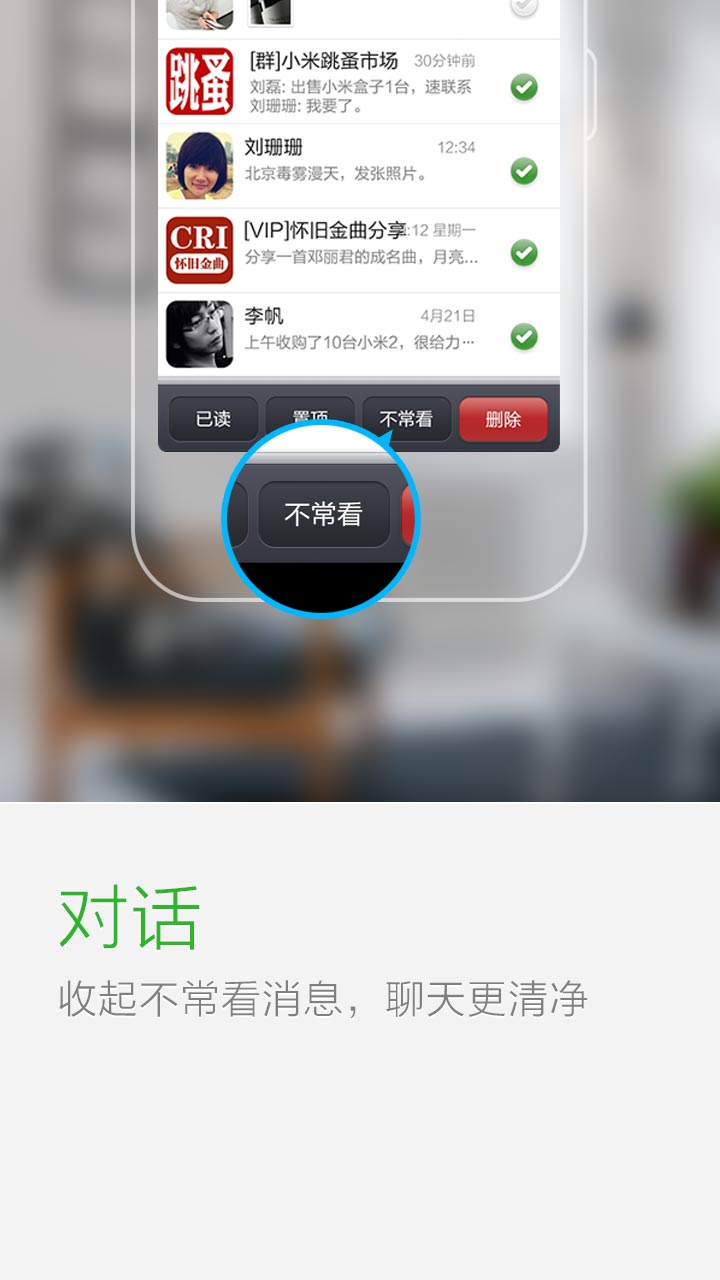 跳蚤
[群]小米跳蚤市场 30分钟前
刘磊: 出售小米盒子1台，速联系
刘珊珊: 我要了。
刘珊珊 12:34
北京毒雾漫天，发张照片。
CRI
怀旧金曲
[VIP]怀旧金曲分享 :12 星期一
分享一首邓丽君的成名曲，月亮...
李帆 4月21日
上午收购了10台小米2，很给力...
已读 置顶 不常看 删除
不常看
对话
收起不常看消息，聊天更清净